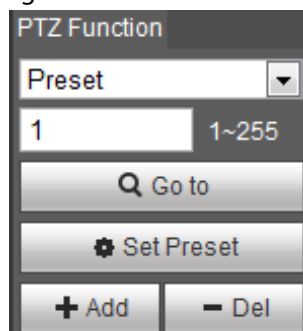 PTZ Function
Preset
1 1~255
Go to
Set Preset
Add Del